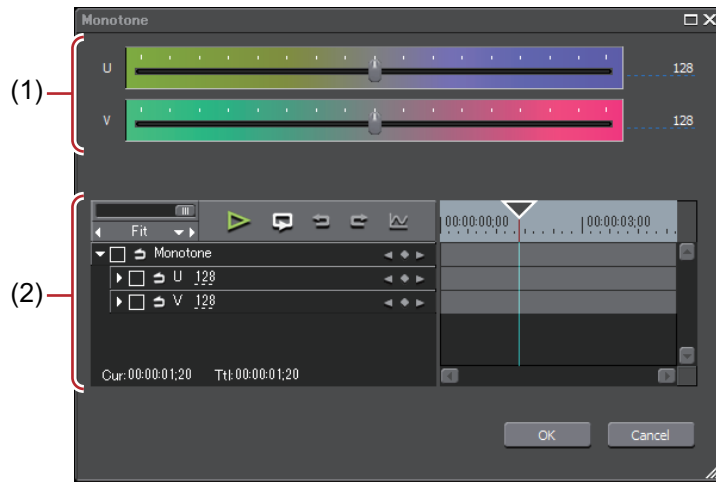 Monotone
(1)
U 128
V 128
(2)
Fit
00:00:00;00 00:00:03;00
Monotone
U 128
V 128
Cur:00:00:01;20 Ttl:00:00:01;20
OK Cancel